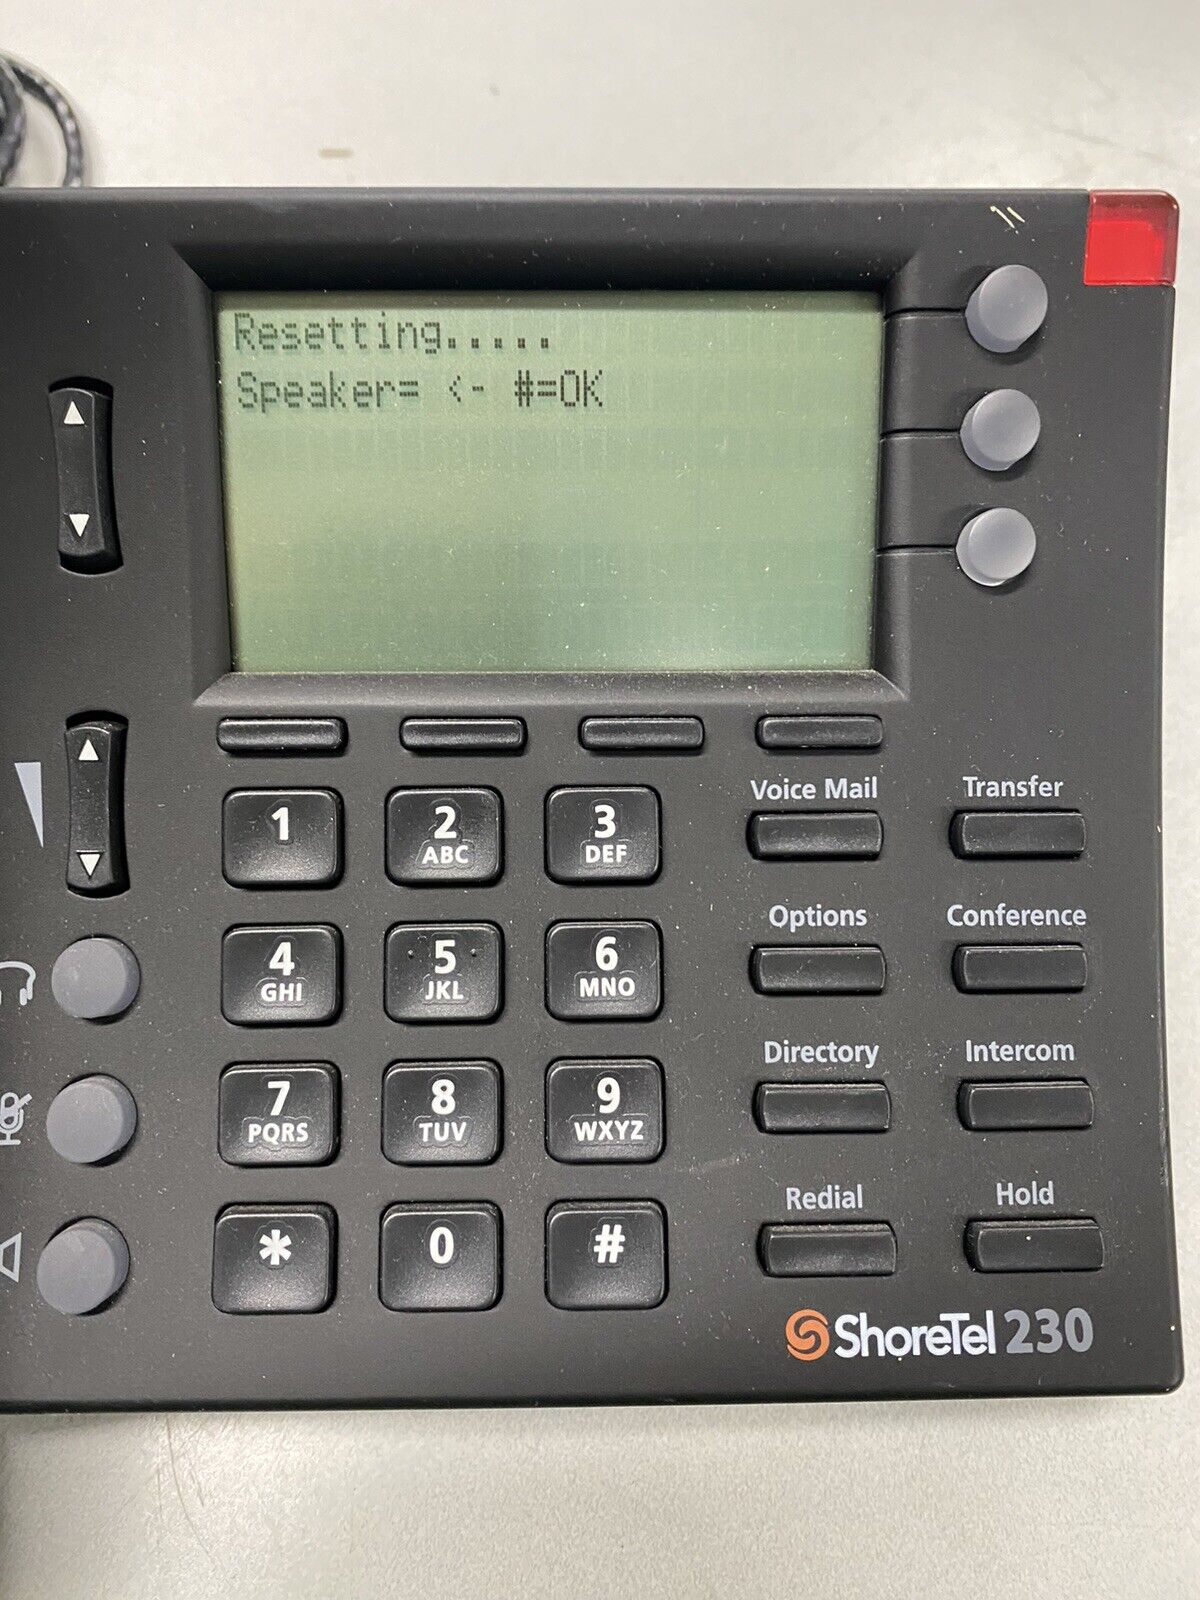 Resetting.....
Speaker= <- #=OK
1
2
3
ABC
DEF
Voice Mail
Transfer
4
5
6
GHI
JKL
MNO
Options
Conference
7
8
9
PQRS
TUV
WXYZ
Directory
Intercom
*
0
#
Redial
Hold
ShoreTel 230